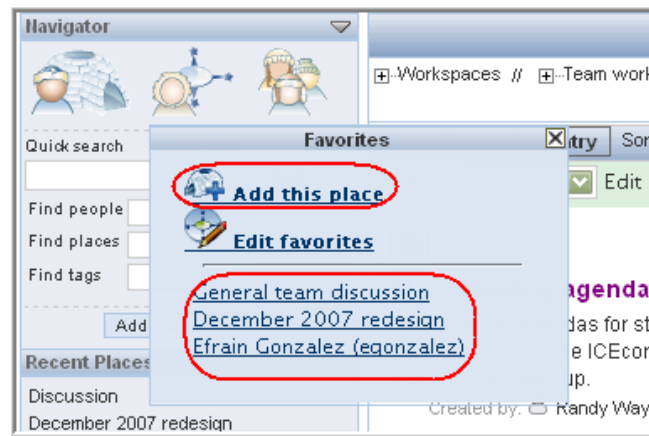 Navigator
Workspaces // Team work
Quick search
Favorites
try Sor
Add this place
Edit
Find people
Edit favorites
Find places
Find tags
General team discussion
agenda
Add
December 2007 redesign
das for st
Efrain Gonzalez (egonzalez)
e ICEcor
Recent Places
up.
Discussion
Created by: Randy Way
December 2007 redesign